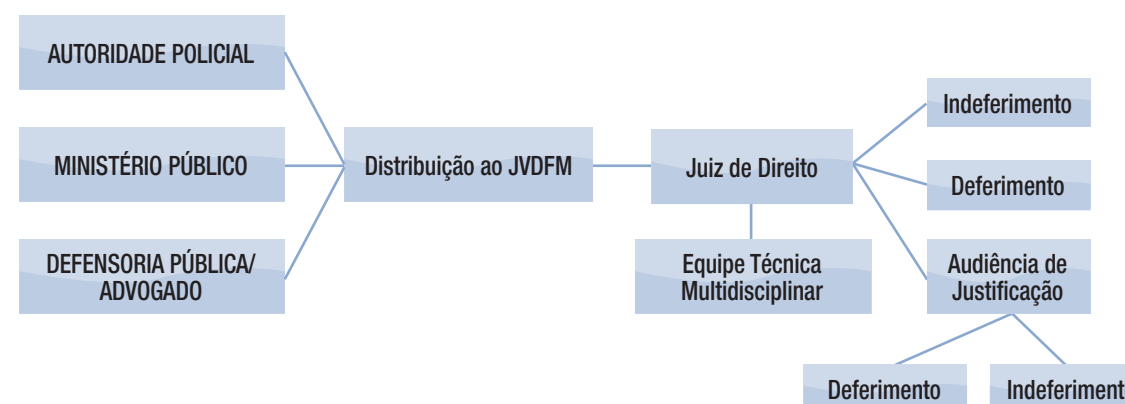 AUTORIDADE POLICIAL
MINISTÉRIO PÚBLICO
DEFENSORIA PÚBLICA/
ADVOGADO
Distribuição ao JVDFM
Juiz de Direito
Equipe Técnica
Multidisciplinar
Indeferimento
Deferimento
Audiência de
Justificação
Deferimento
Indeferiment